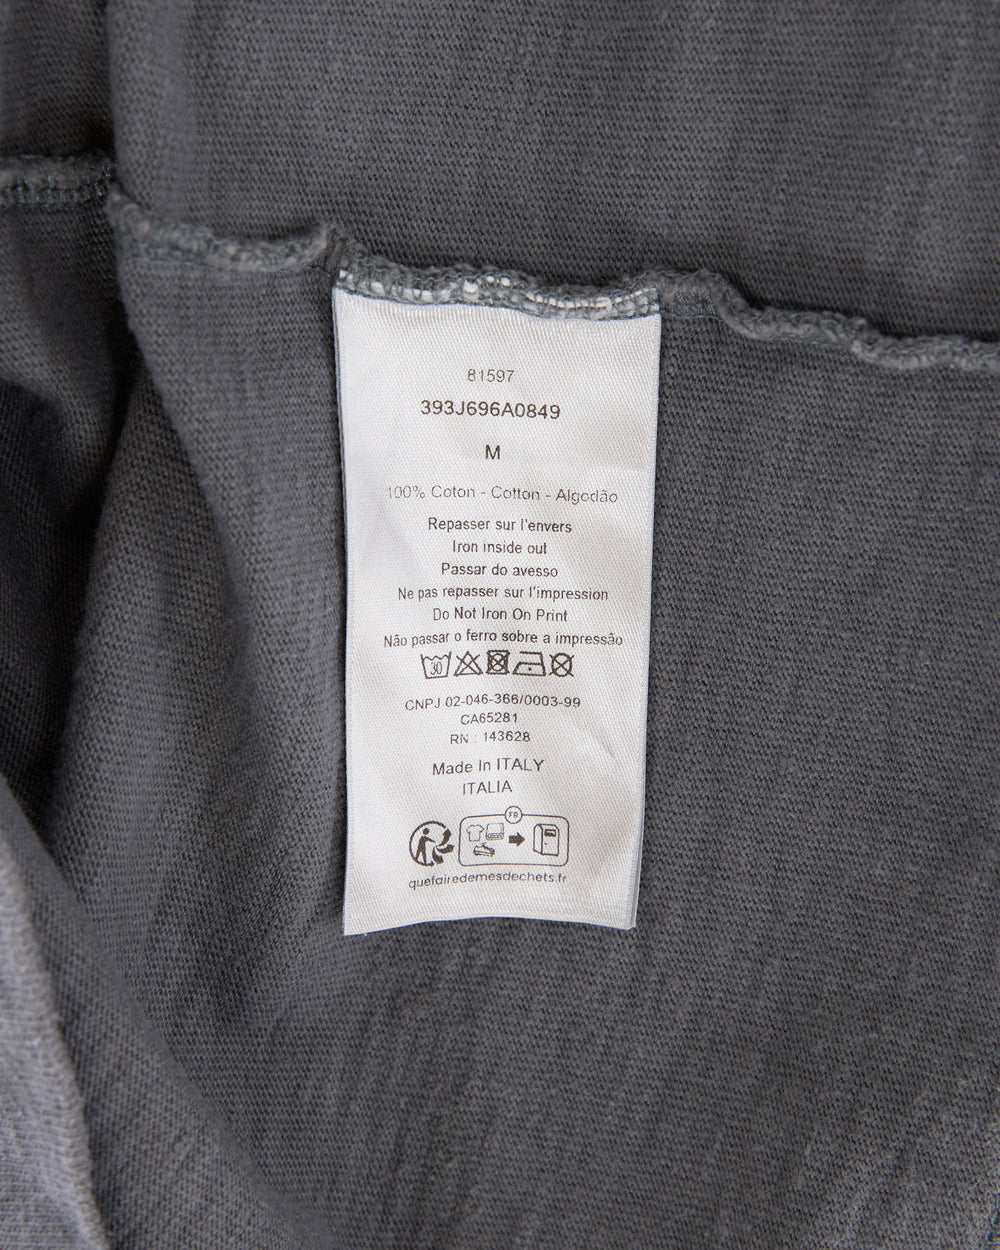 81597
393J696A0849
M
100% Coton - Cotton - Algodão
Repasser sur l'envers
Iron inside out
Passar do avesso
Ne pas repasser sur l'impression
Do Not Iron On Print
Não passar o ferro sobre a impressão
30
CNPJ 02-046-366/0003-99
CA65281
RN : 143628
Made In ITALY
ITALIA
FR
quefairedemesdechets.fr